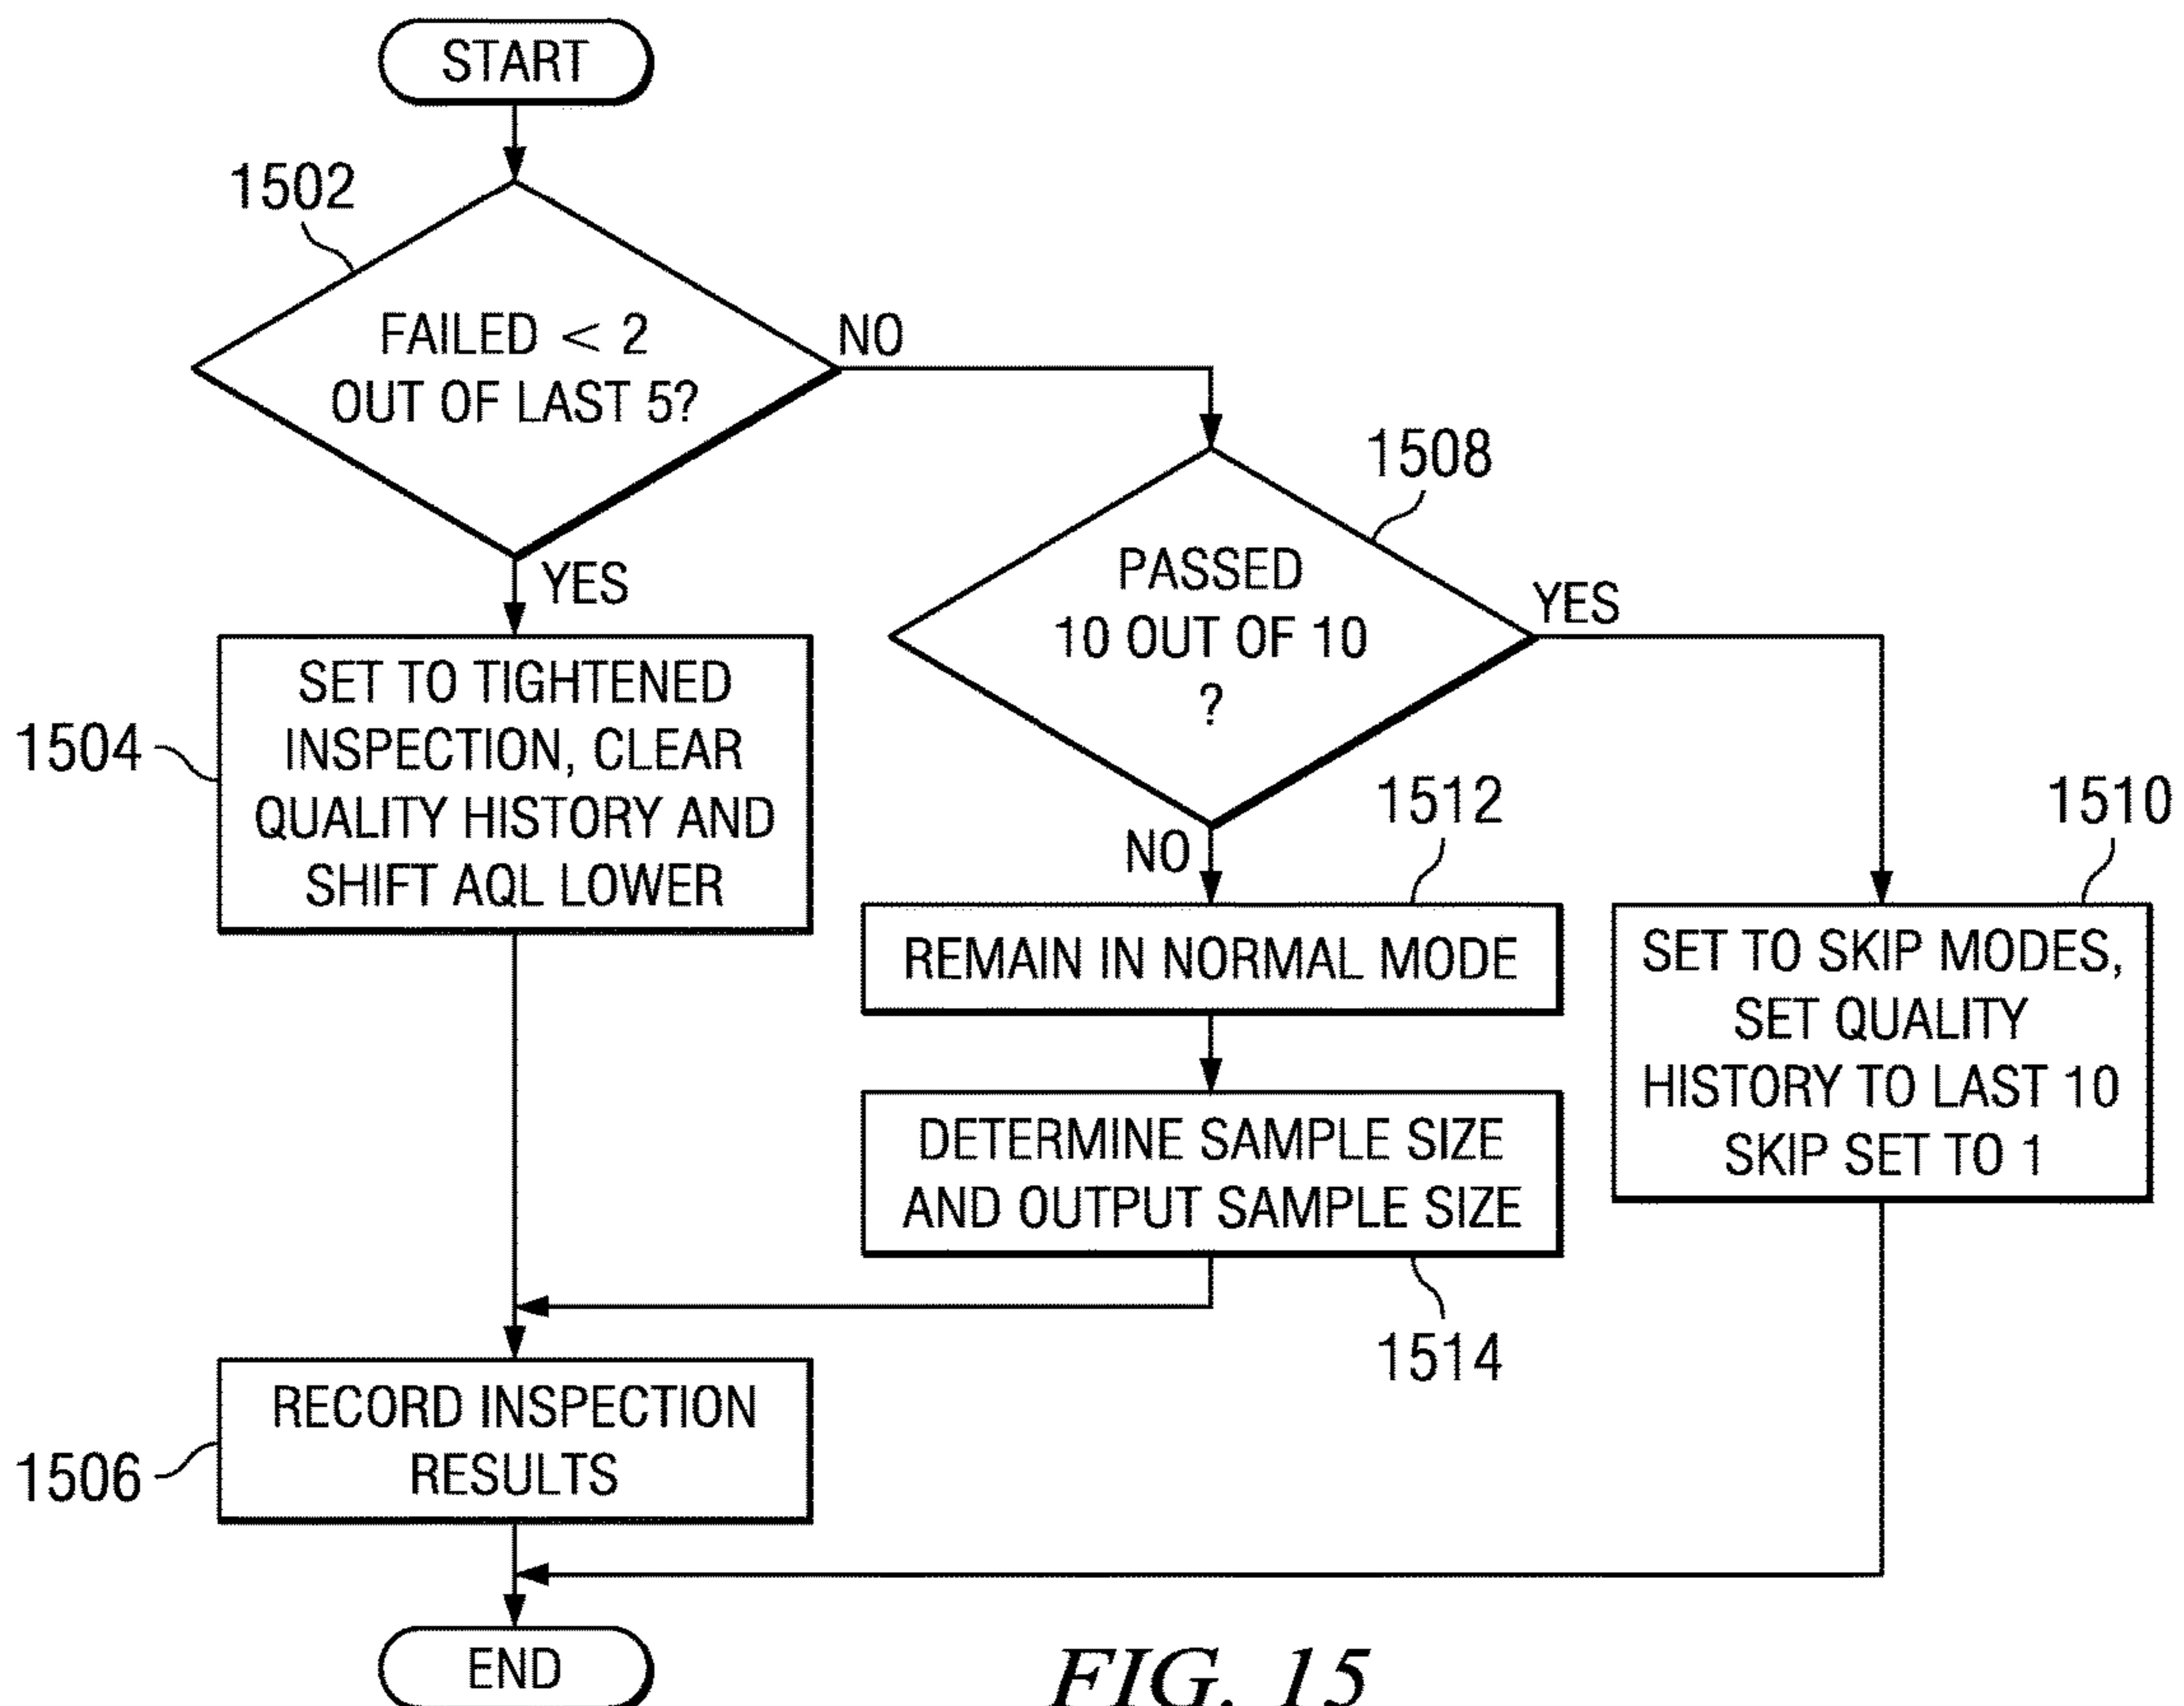 START
1502
FAILED < 2
OUT OF LAST 5?
NO
YES
1508
PASSED
10 OUT OF 10
?
YES
NO
1504
SET TO TIGHTENED
INSPECTION, CLEAR
QUALITY HISTORY AND
SHIFT AQL LOWER
1512
REMAIN IN NORMAL MODE
1510
SET TO SKIP MODES,
SET QUALITY
HISTORY TO LAST 10
SKIP SET TO 1
DETERMINE SAMPLE SIZE
AND OUTPUT SAMPLE SIZE
1514
1506
RECORD INSPECTION
RESULTS
END
FIG. 15